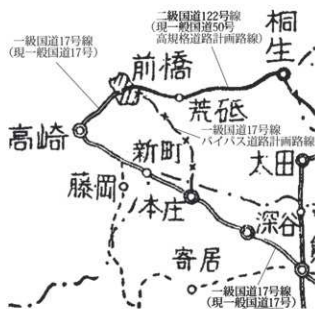 二級国道122号線
(現一般国道50号
高規格道路計画路線)
桐生
一級国道17号線
(現一般国道17号)
前橋
荒砥
高崎
一級国道17号線
バイパス道路計画路線
新町
太田
藤岡
本庄
深谷
寄居
一級国道17号線
(現一般国道17号)